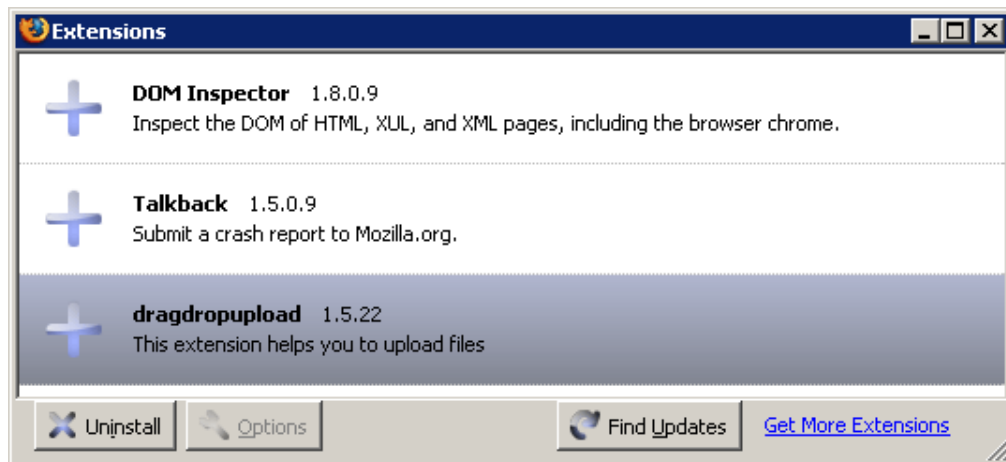 Extensions
DOM Inspector 1.8.0.9
Inspect the DOM of HTML, XUL, and XML pages, including the browser chrome.
Talkback 1.5.0.9
Submit a crash report to Mozilla.org.
dragdropupload 1.5.22
This extension helps you to upload files
Uninstall Options Find Updates Get More Extensions